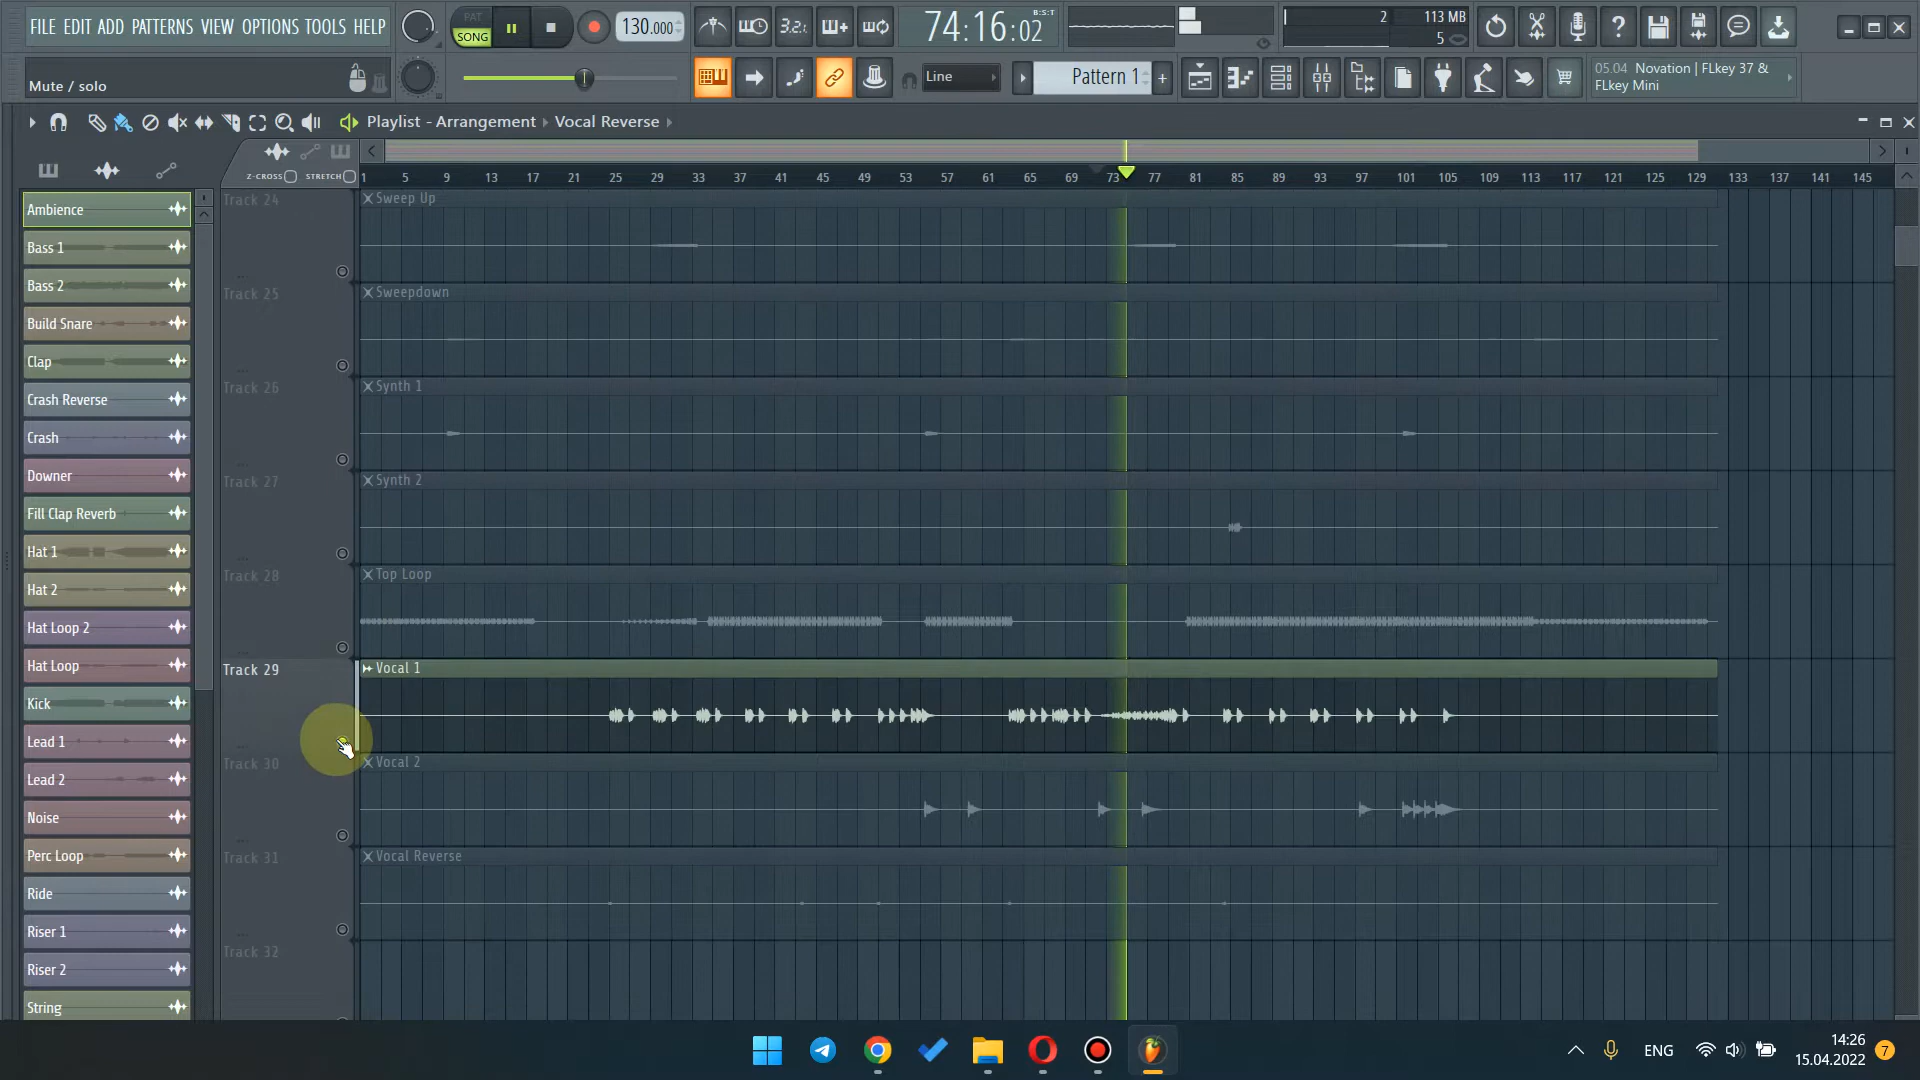 FILE EDIT ADD PATTERNS VIEW OPTIONS TOOLS HELP
PAT
SONG
130.000
3.2.
74:16:02
B:S:T
2
113 MB
5
Mute / solo
Line
Pattern 1
05.04 Novation | FLkey 37 &
FLkey Mini
Playlist - Arrangement
Vocal Reverse
Z-CROSS
STRETCH
1 5 9 13 17 21 25 29 33 37 41 45 49 53 57 61 65 69 73 77 81 85 89 93 97 101 105 109 113 117 121 125 129 133 137 141 145
Ambience
Bass 1
Bass 2
Build Snare
Clap
Crash Reverse
Crash
Downer
Fill Clap Reverb
Hat 1
Hat 2
Hat Loop 2
Hat Loop
Kick
Lead 1
Lead 2
Noise
Perc Loop
Ride
Riser 1
Riser 2
String
Track 24
Sweep Up
Track 25
Sweepdown
Track 26
Synth 1
Track 27
Synth 2
Track 28
Top Loop
Track 29
Vocal 1
Track 30
Vocal 2
Track 31
Vocal Reverse
Track 32
ENG
14:26
15.04.2022
7